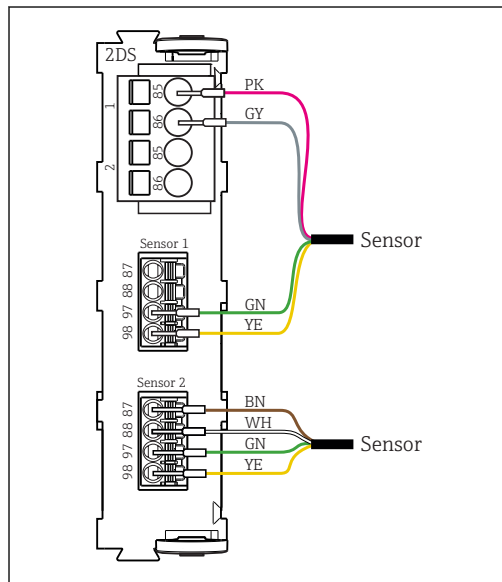 2DS
1
85
PK
86
GY
2
85
86
Sensor
Sensor 1
87
88
97
GN
98
YE
Sensor 2
87
BN
88
WH
97
GN
Sensor
98
YE